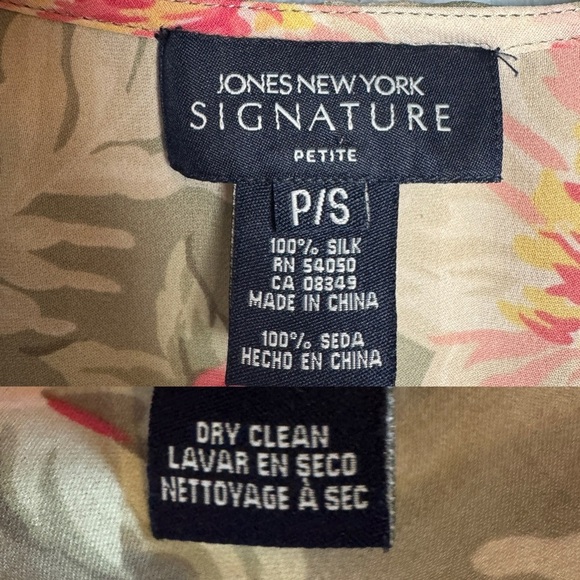 JONES NEW YORK
SIGNATURE
PETITE
P/S
100% SILK
RN 54050
CA 08349
MADE IN CHINA
100% SEDA
HECHO EN CHINA
DRY CLEAN
LAVAR EN SECO
NETTOYAGE À SEC